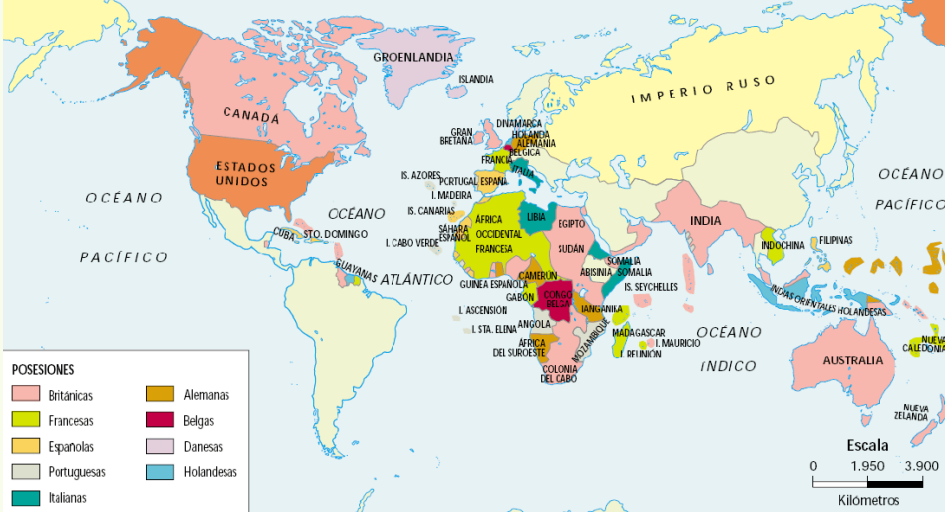 GROENLANDIA
ISLANDIA
IMPERIO RUSO
CANADÁ
ESTADOS
UNIDOS
DINAMARCA
GRAN
BRETAÑA
HOLANDA
ALEMANIA
BÉLGICA
FRANCIA
ITALIA
IS. AZORES
PORTUGAL
ESPAÑA
I. MADEIRA
IS. CANARIAS
OCÉANO
PACÍFICO
OCÉANO
ATLÁNTICO
OCÉANO
PACÍFICO
CUBA
STO. DOMINGO
GUAYANAS
I. CABO VERDE
SÁHARA
ESPAÑOL
ÁFRICA
OCCIDENTAL
FRANCESA
LIBIA
EGIPTO
SUDÁN
INDIA
INDOCHINA
FILIPINAS
SOMALIA
ABISINIA
SOMALIA
CAMERÚN
GUINEA ESPAÑOLA
GABÓN
CONGO
BELGA
IS. SEYCHELLES
TANGANIKA
I. ASCENSIÓN
I. STA. ELENA
ANGOLA
MOZAMBIQUE
MADAGASCAR
I. MAURICIO
I. REUNIÓN
ÁFRICA
DEL SUROESTE
COLONIA
DEL CABO
OCÉANO
ÍNDICO
INDIAS ORIENTALES HOLANDESAS
AUSTRALIA
NUEVA
CALEDONIA
NUEVA
ZELANDA
POSESIONES
Británicas
Francesas
Españolas
Portuguesas
Italianas
Alemanas
Belgas
Danesas
Holandesas
Escala
0 1.950 3.900
Kilómetros